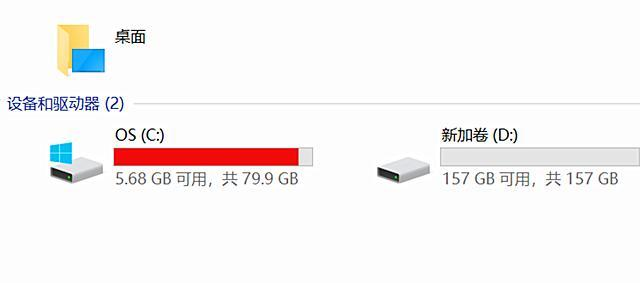 桌面
设备和驱动器 (2)
OS (C:)
5.68 GB 可用，共 79.9 GB
新加卷 (D:)
157 GB 可用，共 157 GB